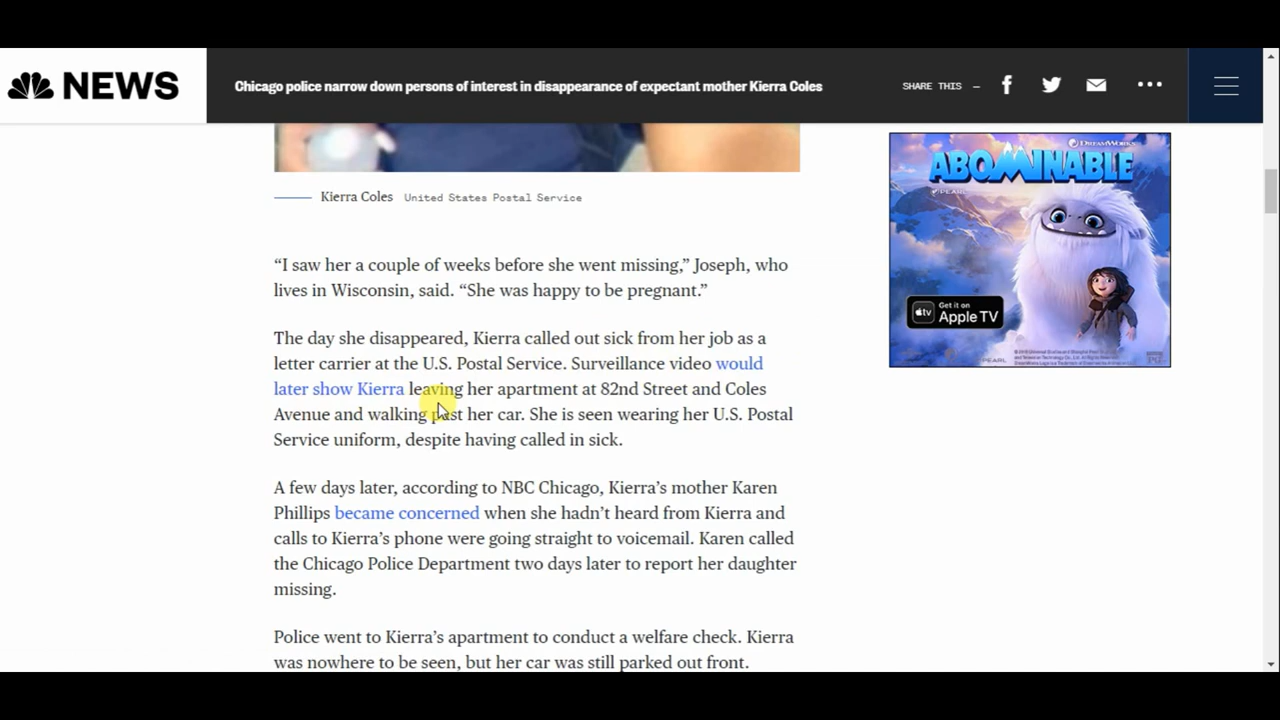 NEWS
Chicago police narrow down persons of interest in disappearance of expectant mother Kierra Coles
SHARE THIS –
Kierra Coles United States Postal Service
“I saw her a couple of weeks before she went missing,” Joseph, who
lives in Wisconsin, said. “She was happy to be pregnant.”
The day she disappeared, Kierra called out sick from her job as a
letter carrier at the U.S. Postal Service. Surveillance video would
later show Kierra leaving her apartment at 82nd Street and Coles
Avenue and walking past her car. She is seen wearing her U.S. Postal
Service uniform, despite having called in sick.
A few days later, according to NBC Chicago, Kierra’s mother Karen
Phillips became concerned when she hadn’t heard from Kierra and
calls to Kierra’s phone were going straight to voicemail. Karen called
the Chicago Police Department two days later to report her daughter
missing.
Police went to Kierra’s apartment to conduct a welfare check. Kierra
was nowhere to be seen, but her car was still parked out front.
DREAMWORKS
ABOMINABLE
PEARL
Get it on
tv Apple TV
PEARL